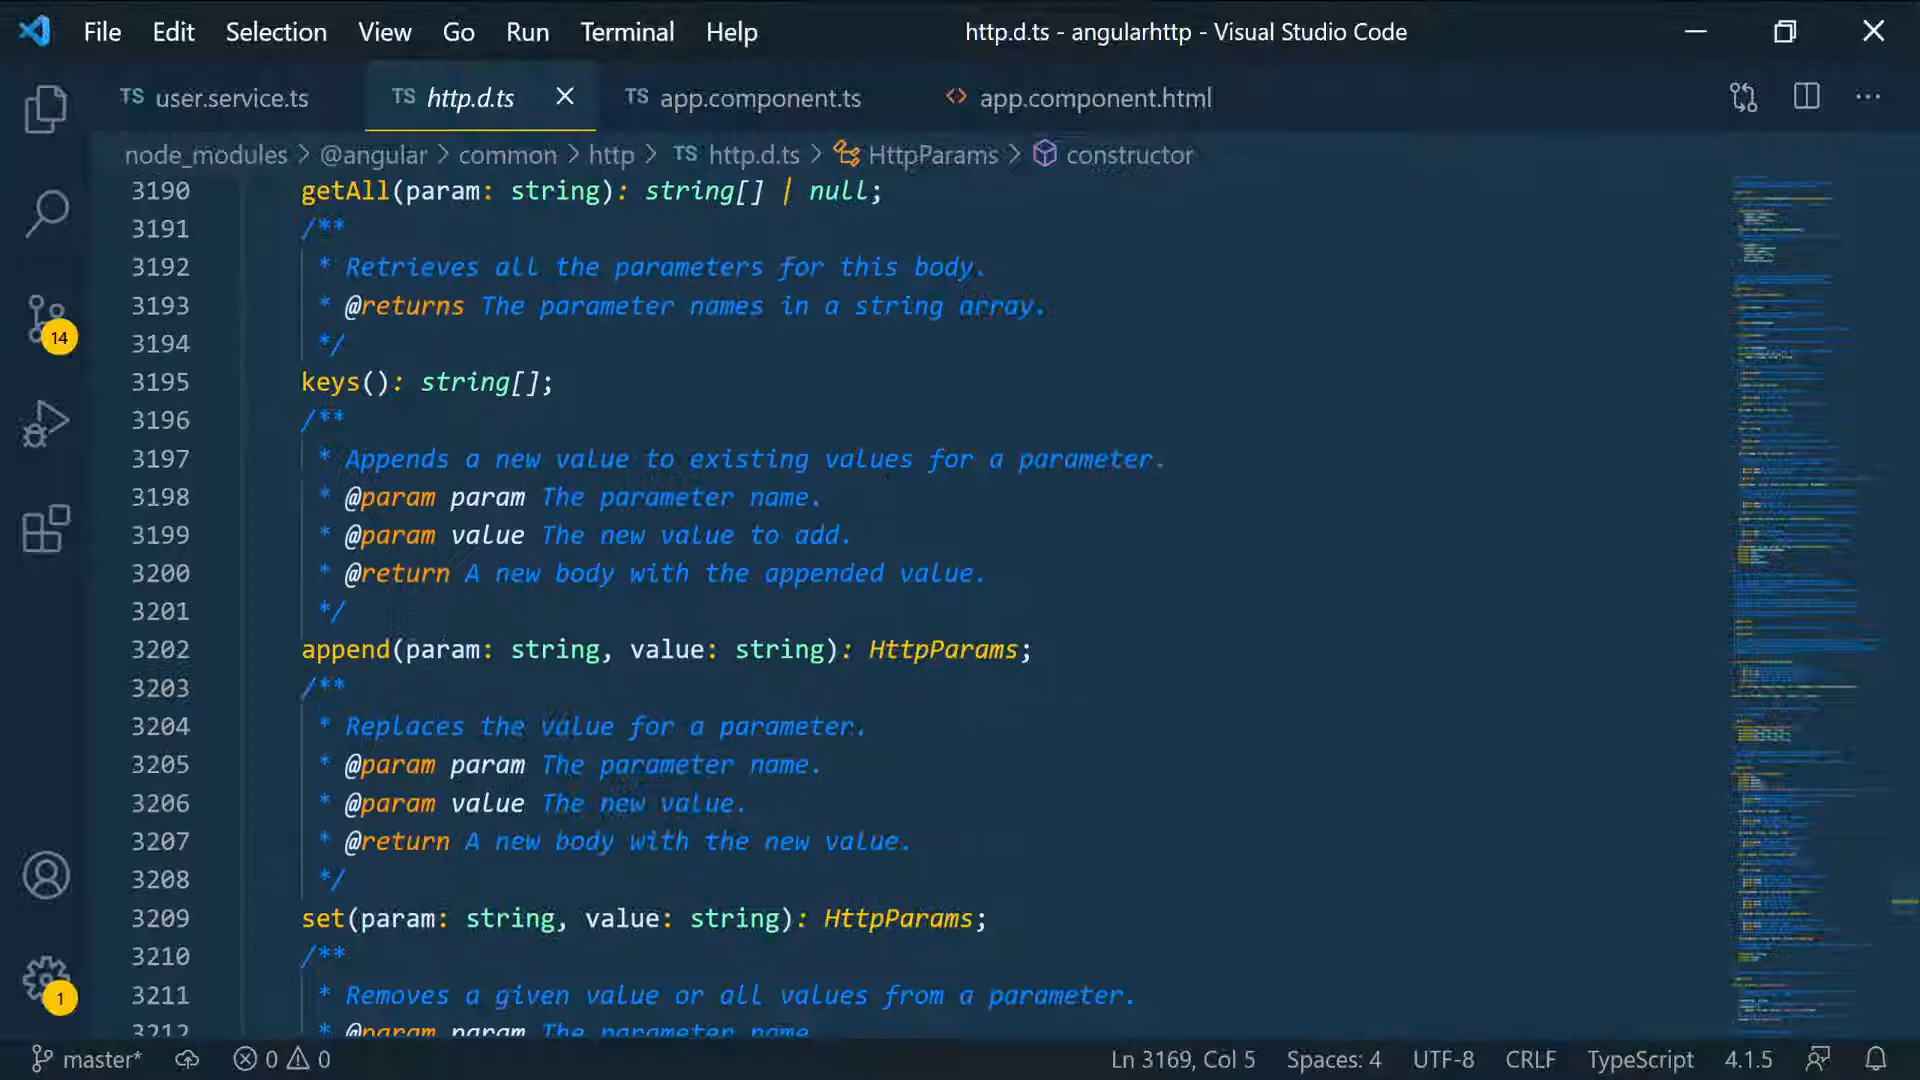 File Edit Selection View Go Run Terminal Help http.d.ts - angularhttp - Visual Studio Code
TS user.service.ts TS http.d.ts TS app.component.ts <> app.component.html
node_modules > @angular > common > http > TS http.d.ts > HttpParams > constructor
3190 getAll(param: string): string[] | null;
3191 /**
3192 * Retrieves all the parameters for this body.
3193 * @returns The parameter names in a string array.
3194 */
3195 keys(): string[];
3196 /**
3197 * Appends a new value to existing values for a parameter.
3198 * @param param The parameter name.
3199 * @param value The new value to add.
3200 * @return A new body with the appended value.
3201 */
3202 append(param: string, value: string): HttpParams;
3203 /**
3204 * Replaces the value for a parameter.
3205 * @param param The parameter name.
3206 * @param value The new value.
3207 * @return A new body with the new value.
3208 */
3209 set(param: string, value: string): HttpParams;
3210 /**
3211 * Removes a given value or all values from a parameter.
3212 * @param param The parameter name
14
1
master* 0 0 Ln 3169, Col 5 Spaces: 4 UTF-8 CRLF TypeScript 4.1.5